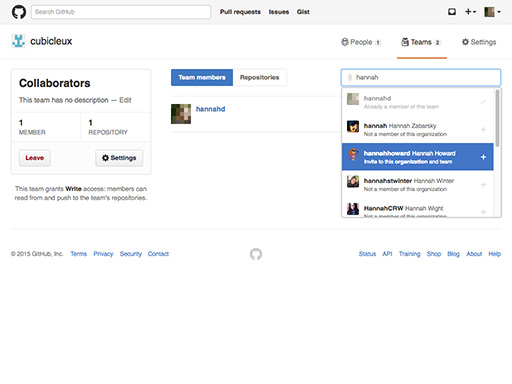 Search GitHub
Pull requests Issues Gist
cubicleux
People 1
Teams 2
Settings
Collaborators
This team has no description — Edit
1
MEMBER
1
REPOSITORY
Leave
Settings
This team grants Write access: members can
read from and push to the team's repositories.
Team members
Repositories
hannahd
hannah
hannahd
Already a member of this team
hannah Hannah Zabarsky
Not a member of this organization
hannahhoward Hannah Howard
Invite to this organization and team
hannahstwinter Hannah Winter
Not a member of this organization
HannahCRW Hannah Wight
Not a member of this organization
© 2015 GitHub, Inc. Terms Privacy Security Contact
Status API Training Shop Blog About Help